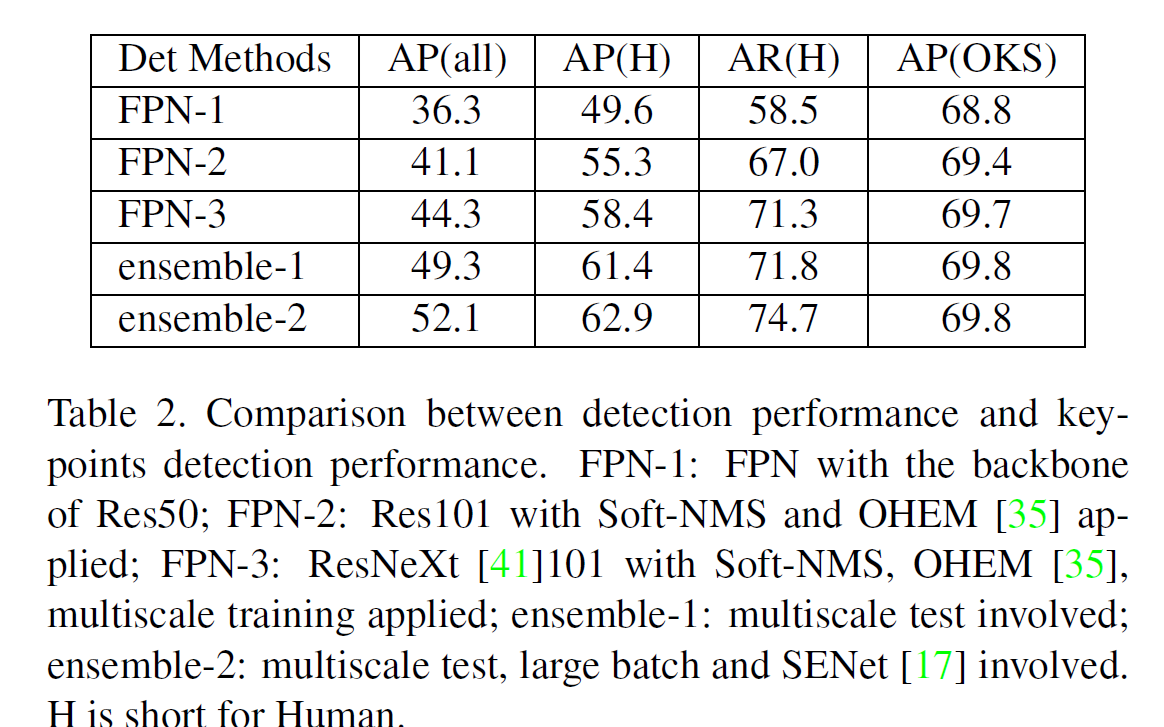 Det Methods AP(all) AP(H) AR(H) AP(OKS)
FPN-1 36.3 49.6 58.5 68.8
FPN-2 41.1 55.3 67.0 69.4
FPN-3 44.3 58.4 71.3 69.7
ensemble-1 49.3 61.4 71.8 69.8
ensemble-2 52.1 62.9 74.7 69.8
Table 2. Comparison between detection performance and key-
points detection performance. FPN-1: FPN with the backbone
of Res50; FPN-2: Res101 with Soft-NMS and OHEM [35] ap-
plied; FPN-3: ResNeXt [41]101 with Soft-NMS, OHEM [35],
multiscale training applied; ensemble-1: multiscale test involved;
ensemble-2: multiscale test, large batch and SENet [17] involved.
H is short for Human.